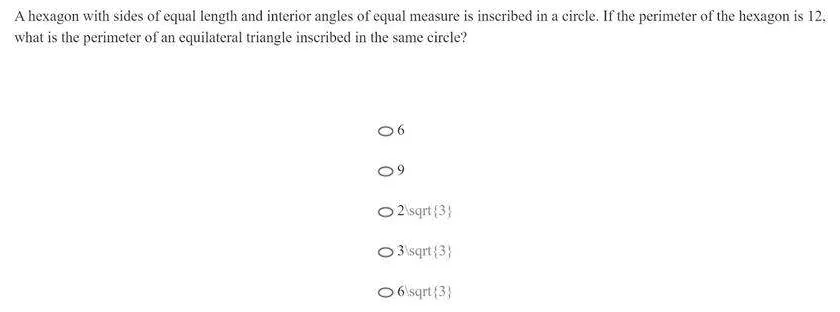 A hexagon with sides of equal length and interior angles of equal measure is inscribed in a circle. If the perimeter of the hexagon is 12,
what is the perimeter of an equilateral triangle inscribed in the same circle?
6
9
2\sqrt{3}
3\sqrt{3}
6\sqrt{3}